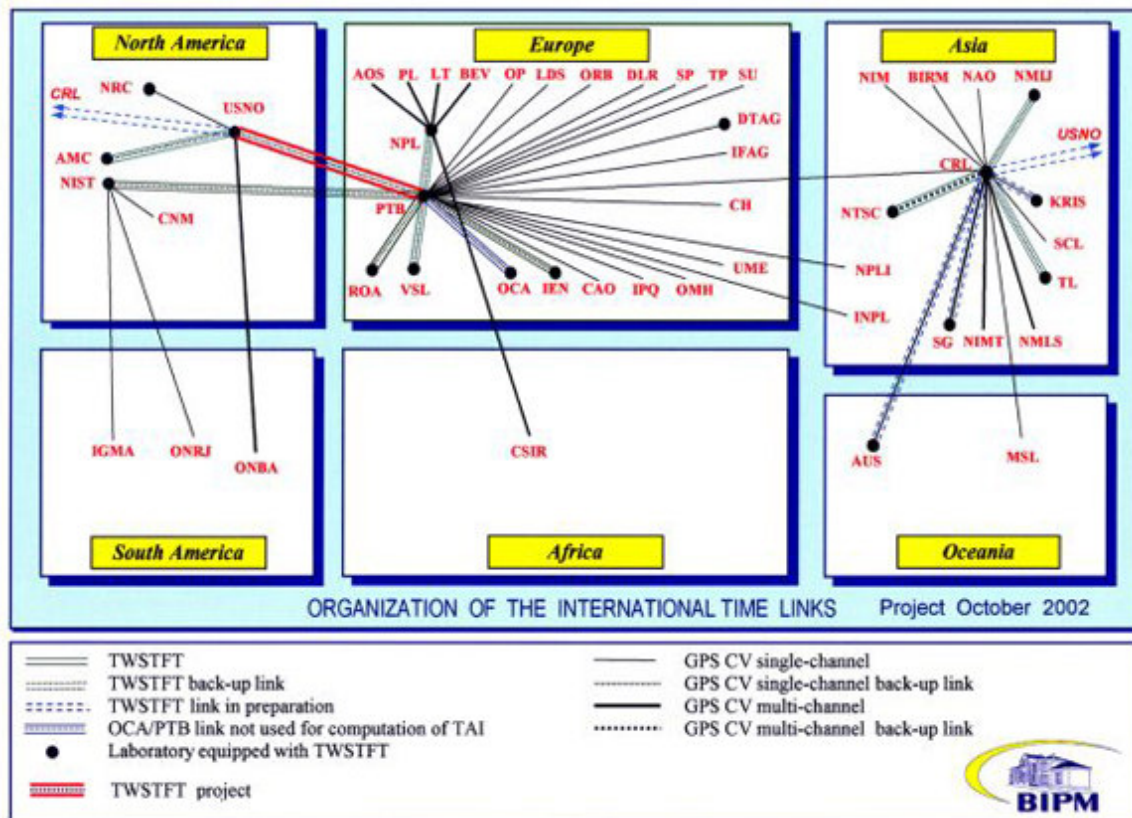 North America
Europe
Asia
AOS PL LT BEV OP LDS ORB DLR SP TP SU
NIM BIRM NAO NMIJ
CRL
NRC
USNO
DTAG
USNO
NPL
IFAG
AMC
CRL
NIST
PTB
CH
NTSC
KRIS
CNM
SCL
UME
NPLI
TL
ROA VSL OCA IEN CAO IPQ OMH
INPL
SG NIMT NMLS
IGMA ONRJ ONBA
CSIR
AUS
MSL
South America
Africa
Oceania
ORGANIZATION OF THE INTERNATIONAL TIME LINKS Project October 2002
TWSTFT
TWSTFT back-up link
TWSTFT link in preparation
OCA/PTB link not used for computation of TAI
Laboratory equipped with TWSTFT
TWSTFT project
GPS CV single-channel
GPS CV single-channel back-up link
GPS CV multi-channel
GPS CV multi-channel back-up link
BIPM